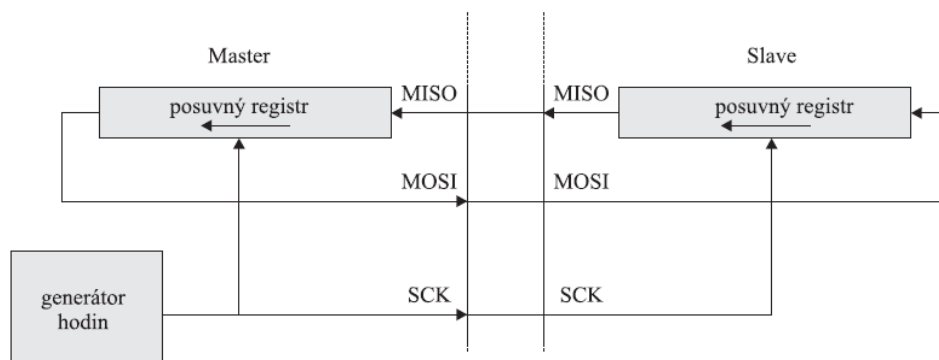 Master
Slave
posuvný registr
MISO
MISO
posuvný registr
MOSI
MOSI
generátor
hodin
SCK
SCK